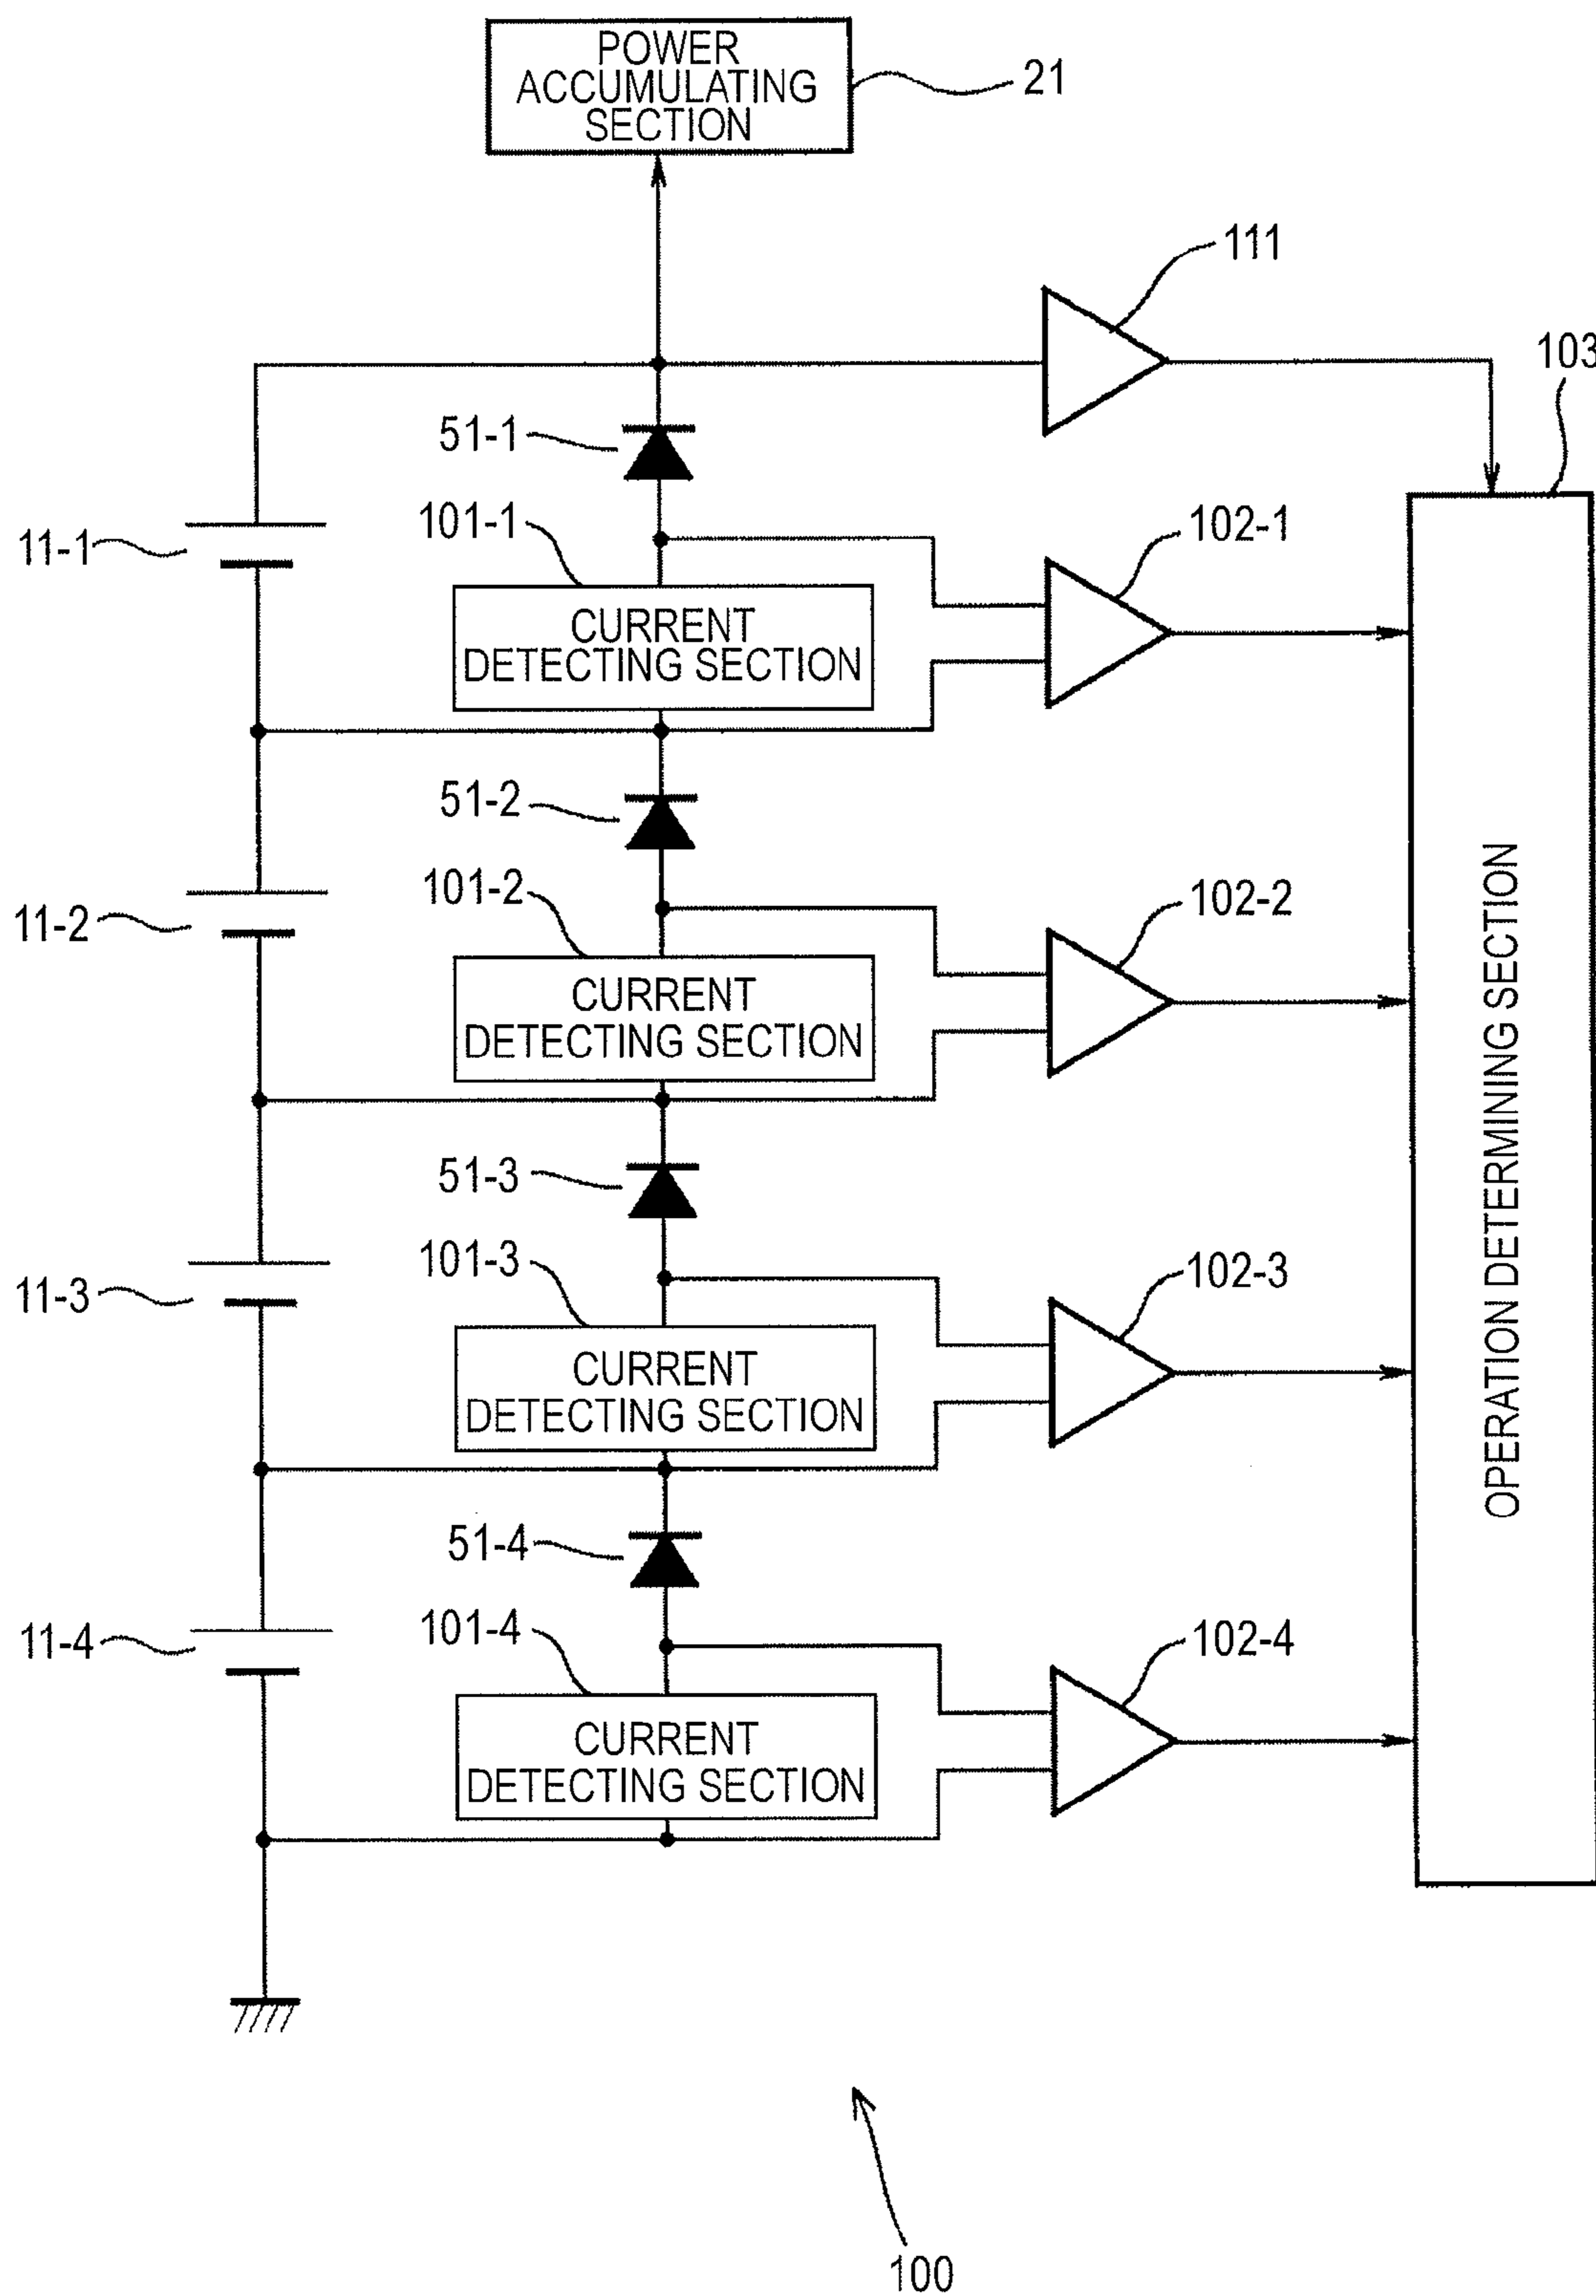 POWER
ACCUMULATING
SECTION
21
111
103
51-1
101-1
102-1
11-1
CURRENT
DETECTING SECTION
51-2
101-2
102-2
11-2
CURRENT
DETECTING SECTION
OPERATION DETERMINING SECTION
51-3
101-3
102-3
11-3
CURRENT
DETECTING SECTION
51-4
101-4
102-4
11-4
CURRENT
DETECTING SECTION
100